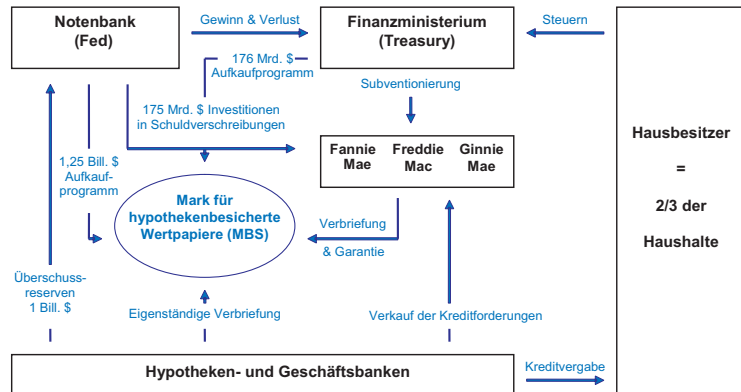 Notenbank
(Fed)
Gewinn & Verlust
Finanzministerium
(Treasury)
Steuern
176 Mrd. $
Aufkaufprogramm
Subventionierung
175 Mrd. $ Investitionen
in Schuldverschreibungen
Fannie Mae
Freddie Mac
Ginnie Mae
Hausbesitzer
=
2/3 der
Haushalte
1,25 Bill. $
Aufkauf-
programm
Mark für
hypothekenbesicherte
Wertpapiere (MBS)
Verbriefung
& Garantie
Überschuss-
reserven
1 Bill. $
Eigenständige Verbriefung
Verkauf der Kreditforderungen
Hypotheken- und Geschäftsbanken
Kreditvergabe